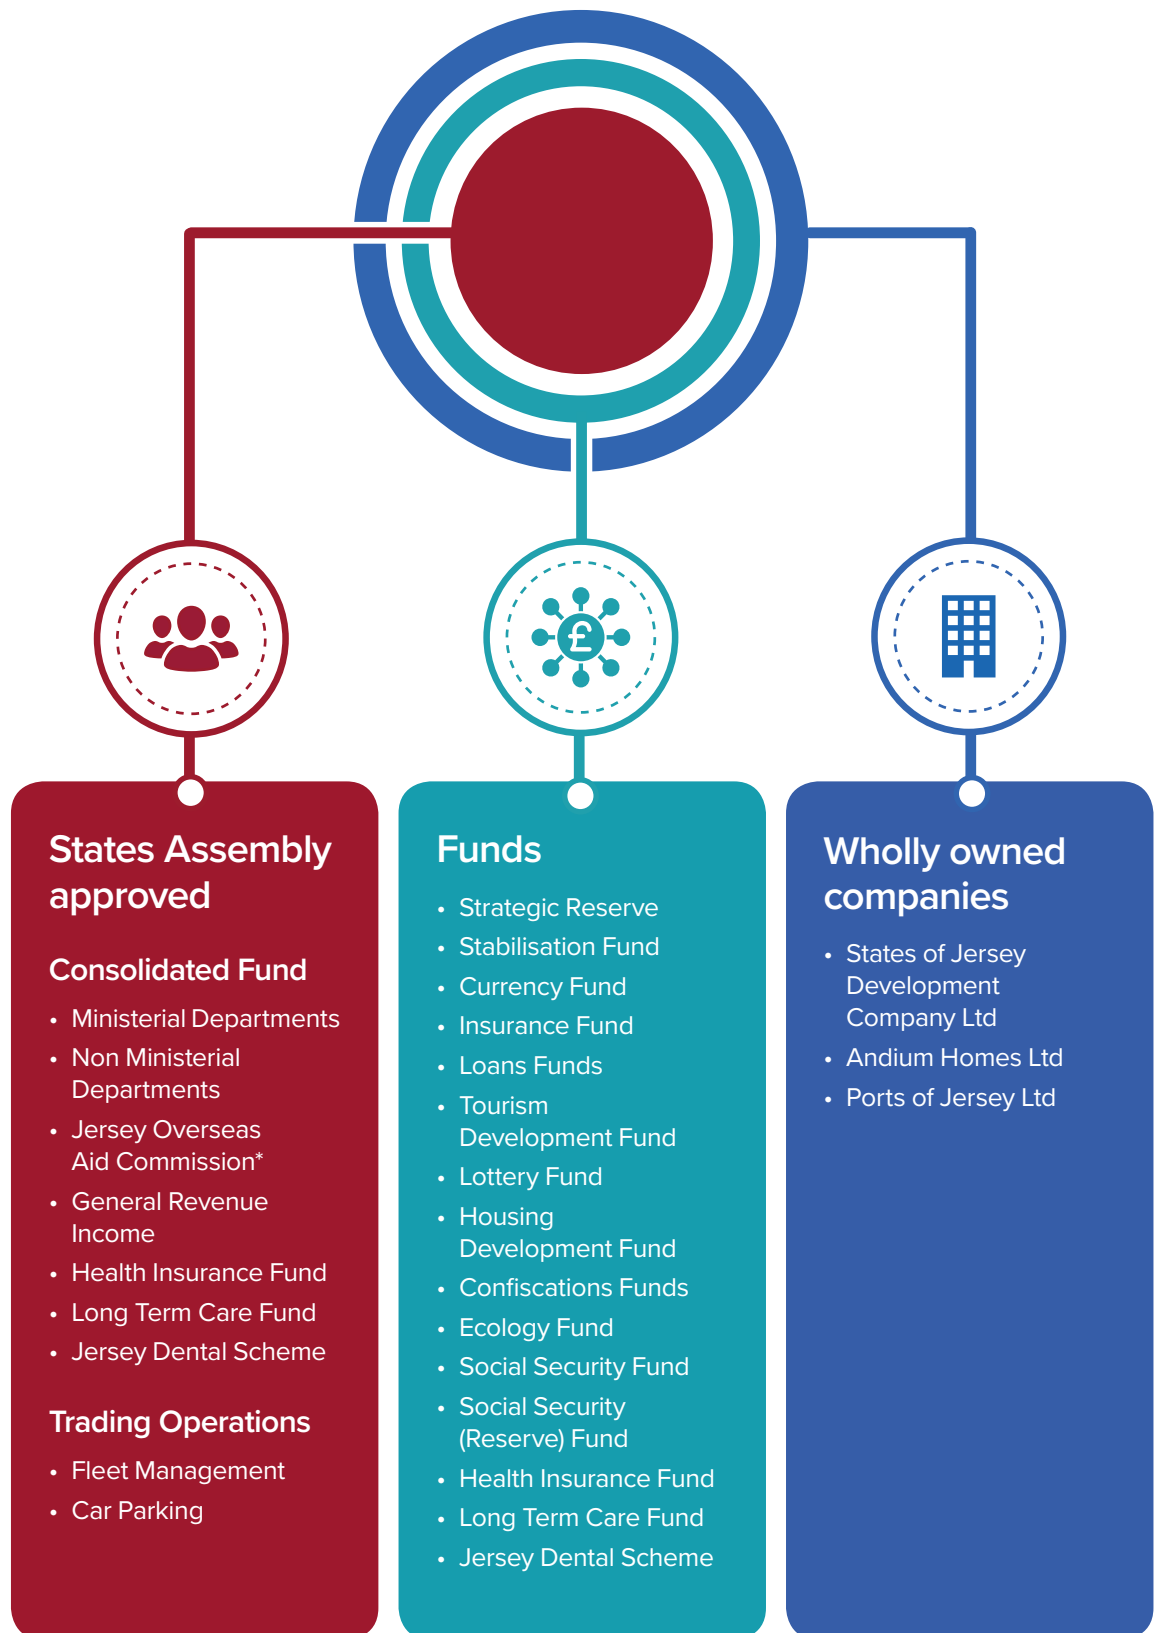 States Assembly
approved
Consolidated Fund
• Ministerial Departments
• Non Ministerial
Departments
• Jersey Overseas
Aid Commission*
• General Revenue
Income
• Health Insurance Fund
• Long Term Care Fund
• Jersey Dental Scheme
Trading Operations
• Fleet Management
• Car Parking
£
Funds
• Strategic Reserve
• Stabilisation Fund
• Currency Fund
• Insurance Fund
• Loans Funds
• Tourism
Development Fund
• Lottery Fund
• Housing
Development Fund
• Confiscations Funds
• Ecology Fund
• Social Security Fund
• Social Security
(Reserve) Fund
• Health Insurance Fund
• Long Term Care Fund
• Jersey Dental Scheme
Wholly owned
companies
• States of Jersey
Development
Company Ltd
• Andium Homes Ltd
• Ports of Jersey Ltd